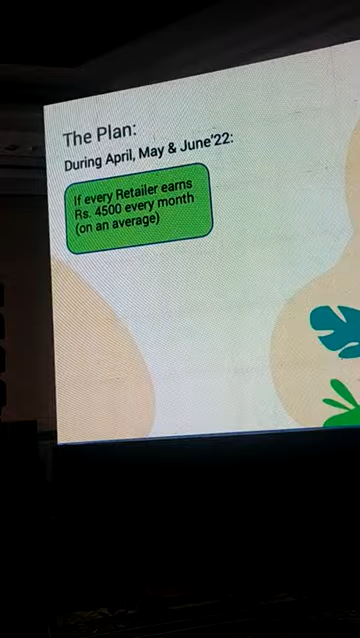 The Plan:
During April, May & June'22:
If every Retailer earns
Rs. 4500 every month
(on an average)